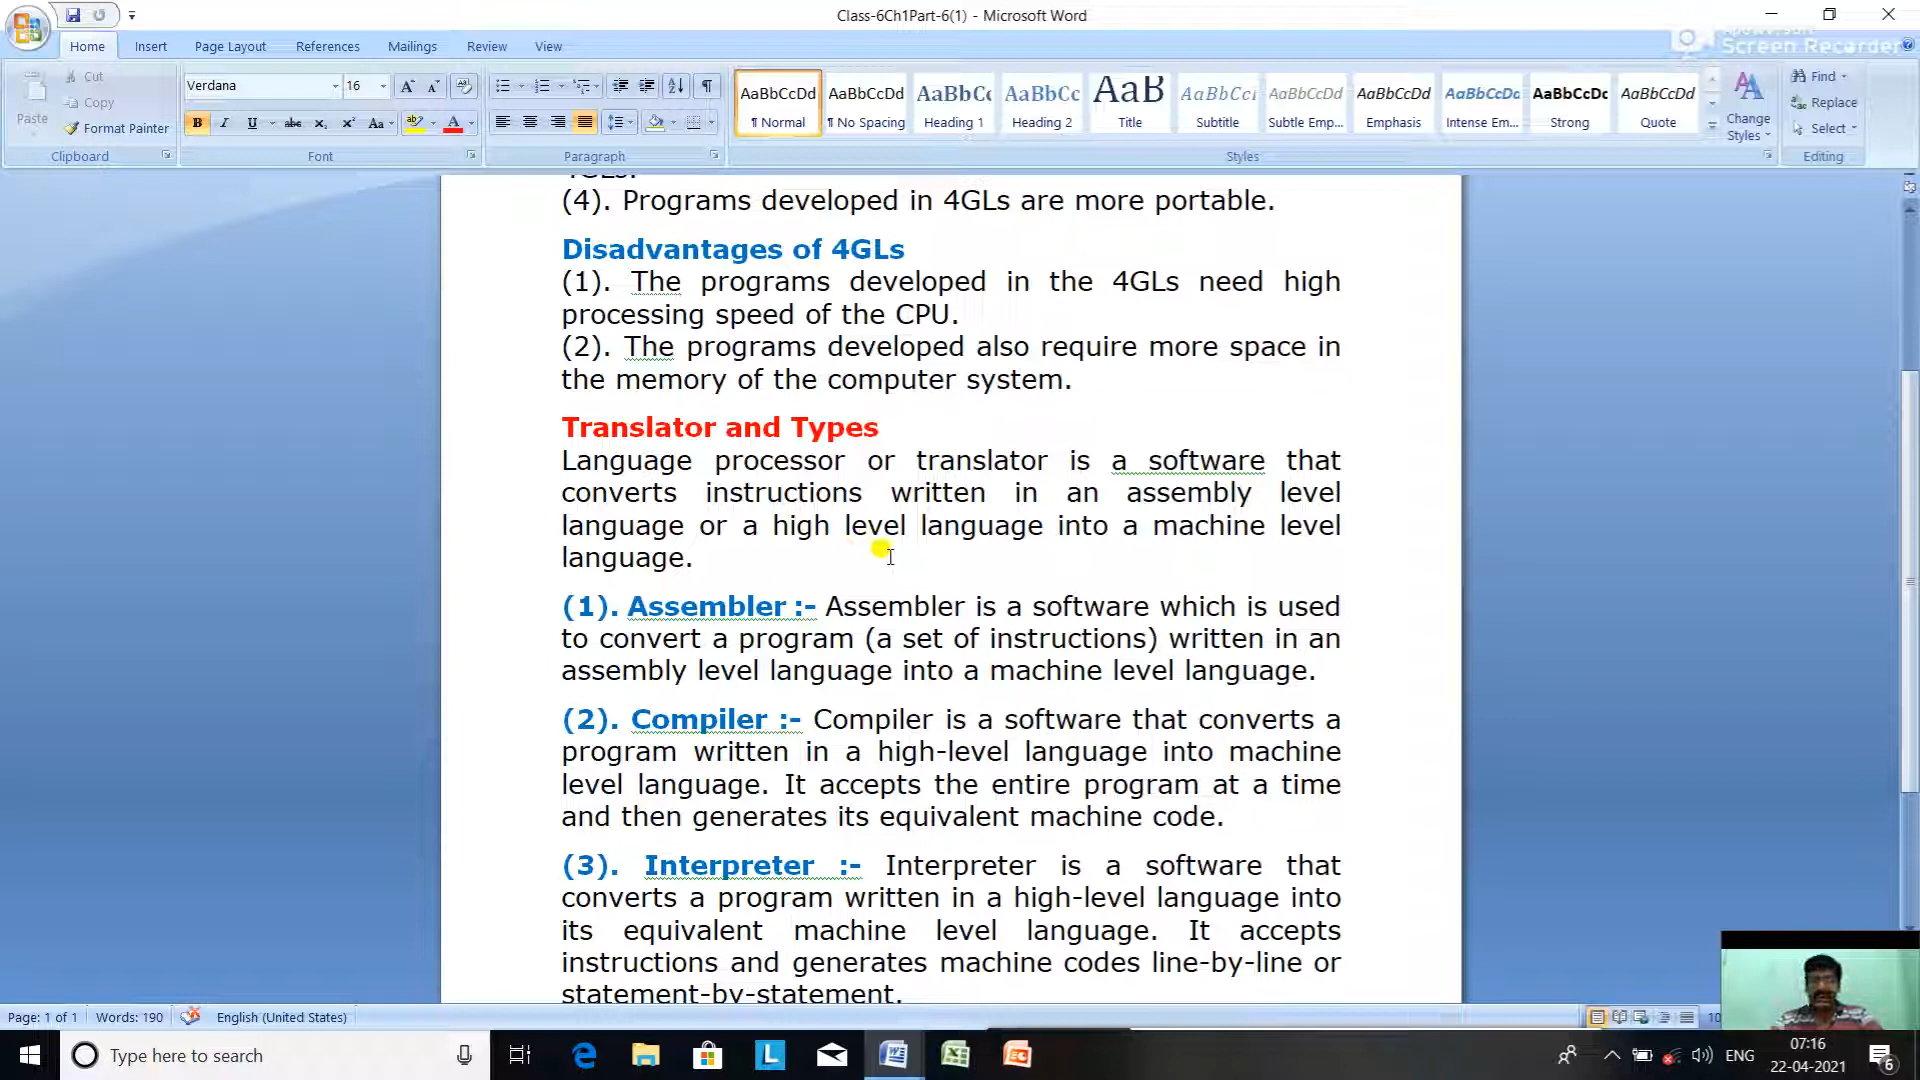 Class-6Ch1Part-6(1) - Microsoft Word
Screen Recorder
Home Insert Page Layout References Mailings Review View
Paste
Cut
Copy
Format Painter
Clipboard
Verdana 16
B I U abc x₂ x² Aa ab A
Font
Paragraph
AaBbCcDd AaBbCcDd AaBbCc AaBbCc AaB AaBbCcI AaBbCcDd AaBbCcDd AaBbCcDd AaBbCcDd AaBbCcDd
¶ Normal ¶ No Spacing Heading 1 Heading 2 Title Subtitle Subtle Emp... Emphasis Intense Em... Strong Quote
Styles
Change
Styles
Find
Replace
Select
Editing
4GLs.
(4). Programs developed in 4GLs are more portable.
Disadvantages of 4GLs
(1). The programs developed in the 4GLs need high
processing speed of the CPU.
(2). The programs developed also require more space in
the memory of the computer system.
Translator and Types
Language processor or translator is a software that
converts instructions written in an assembly level
language or a high level language into a machine level
language.
(1). Assembler :- Assembler is a software which is used
to convert a program (a set of instructions) written in an
assembly level language into a machine level language.
(2). Compiler :- Compiler is a software that converts a
program written in a high-level language into machine
level language. It accepts the entire program at a time
and then generates its equivalent machine code.
(3). Interpreter :- Interpreter is a software that
converts a program written in a high-level language into
its equivalent machine level language. It accepts
instructions and generates machine codes line-by-line or
statement-by-statement.
Page: 1 of 1 Words: 190 English (United States) 10
Type here to search
ENG
07:16
22-04-2021
6